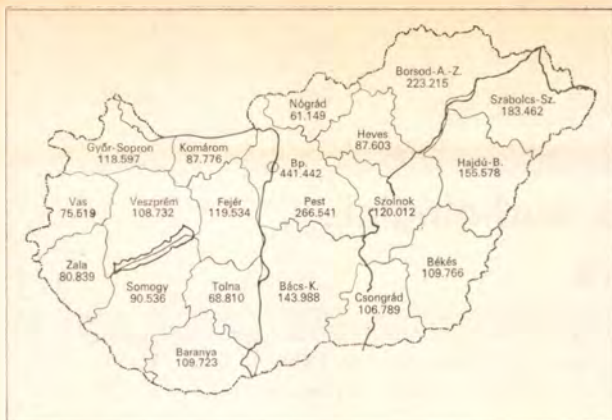 Borsod-A.-Z.
223.215
Szabolcs-Sz.
183.462
Nógrád
61.149
Heves
87.603
Győr-Sopron
118.597
Komárom
87.776
Bp.
441.442
Hajdú-B.
155.578
Vas
75.519
Veszprém
108.732
Fejér
119.534
Pest
266.541
Szolnok
120.012
Zala
80.839
Somogy
90.536
Tolna
68.810
Bács-K.
143.988
Békés
109.766
Csongrád
106.789
Baranya
109.723